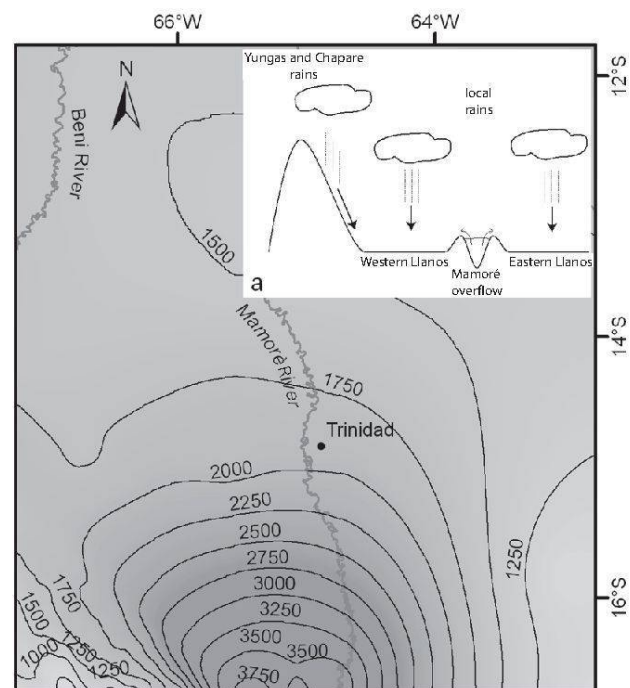 66°W
64°W
12°S
14°S
16°S
N
Beni River
Yungas and Chapare
rains
local
rains
Western Llanos
Mamoré
overflow
Eastern Llanos
a
1500
Mamoré River
1750
Trinidad
2000
2250
2500
2750
3000
3250
3500
3500
3750
1250
1750
1500
1250
1000
1250